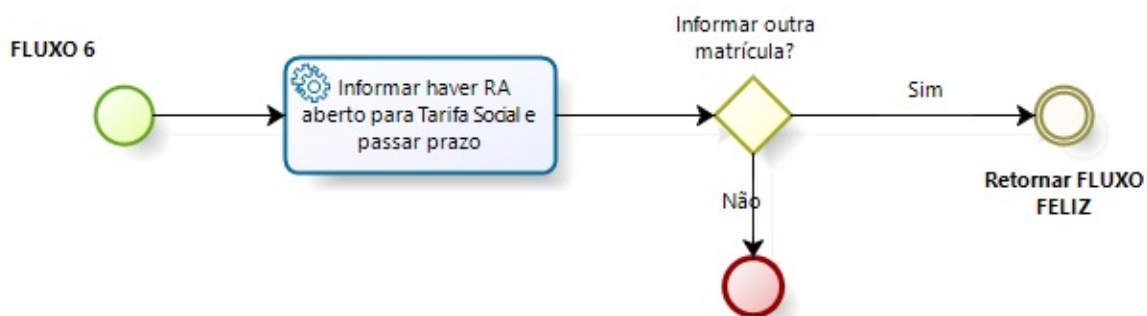 FLUXO 6
Informar haver RA
aberto para Tarifa Social e
passar prazo
Informar outra
matrícula?
Sim
Não
Retornar FLUXO
FELIZ